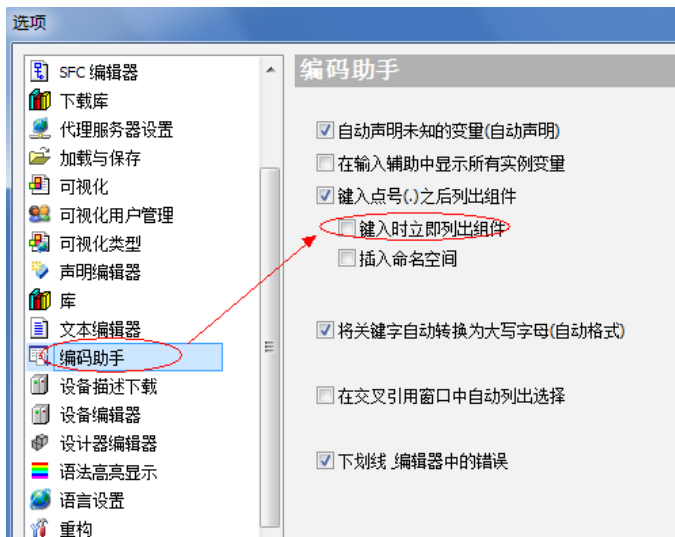 选项
SFC 编辑器
下载库
代理服务器设置
加载与保存
可视化
可视化用户管理
可视化类型
声明编辑器
库
文本编辑器
编码助手
设备描述下载
设备编辑器
设计器编辑器
语法高亮显示
语言设置
重构
编码助手
自动声明未知的变量(自动声明)
在输入辅助中显示所有实例变量
键入点号(.)之后列出组件
键入时立即列出组件
插入命名空间
将关键字自动转换为大写字母(自动格式)
在交叉引用窗口中自动列出选择
下划线_编辑器中的错误